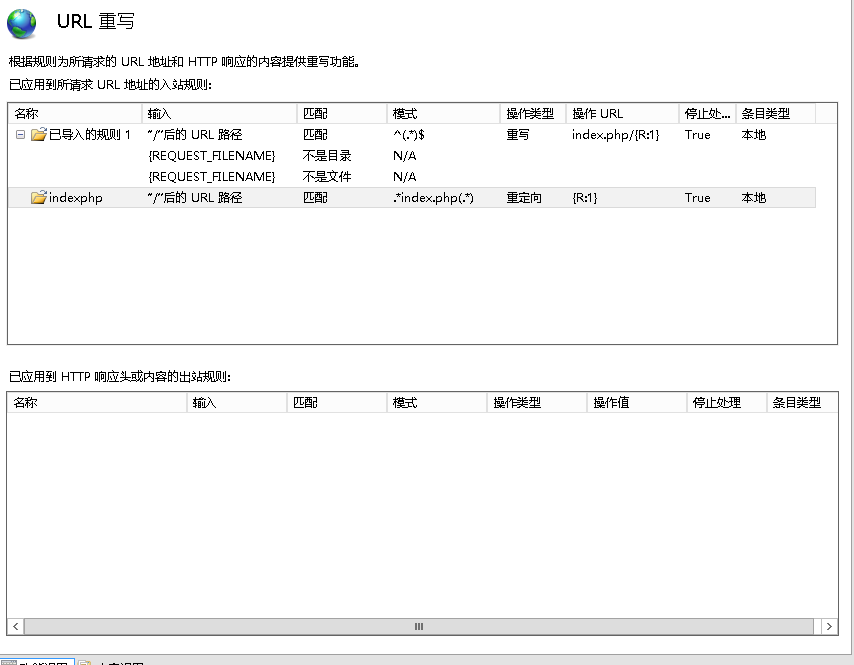 URL 重写
根据规则为所请求的 URL 地址和 HTTP 响应的内容提供重写功能。
已应用到所请求 URL 地址的入站规则:
名称 输入 匹配 模式 操作类型 操作 URL 停止处... 条目类型
已导入的规则 1 "/"后的 URL 路径 匹配 ^(.*)$ 重写 index.php/{R:1} True 本地
{REQUEST_FILENAME} 不是目录 N/A
{REQUEST_FILENAME} 不是文件 N/A
indexphp "/"后的 URL 路径 匹配 .*index.php(.*) 重定向 {R:1} True 本地
已应用到 HTTP 响应头或内容的出站规则:
名称 输入 匹配 模式 操作类型 操作值 停止处理 条目类型